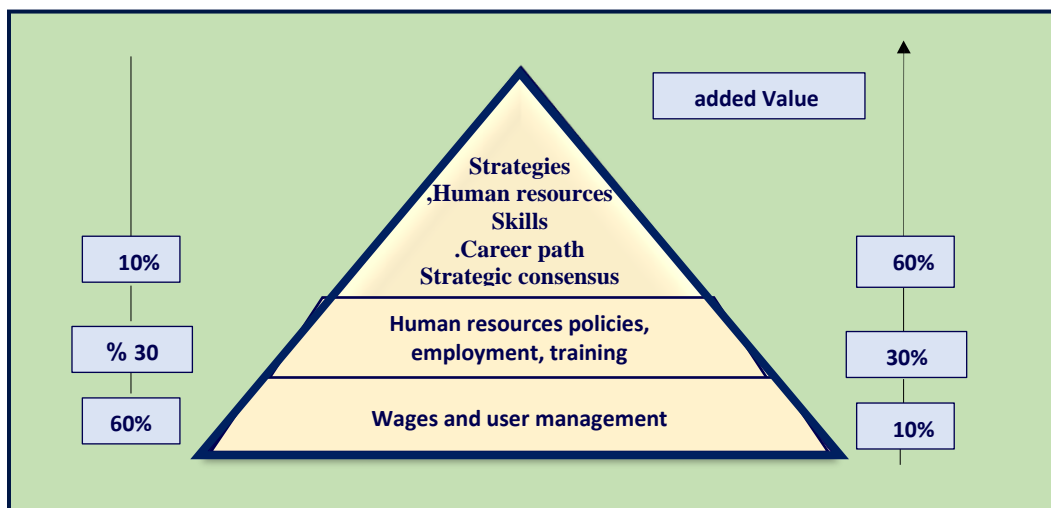 added Value
Strategies
,Human resources
Skills
.Career path
Strategic consensus
10%
60%
Human resources policies,
employment, training
% 30
30%
Wages and user management
60%
10%